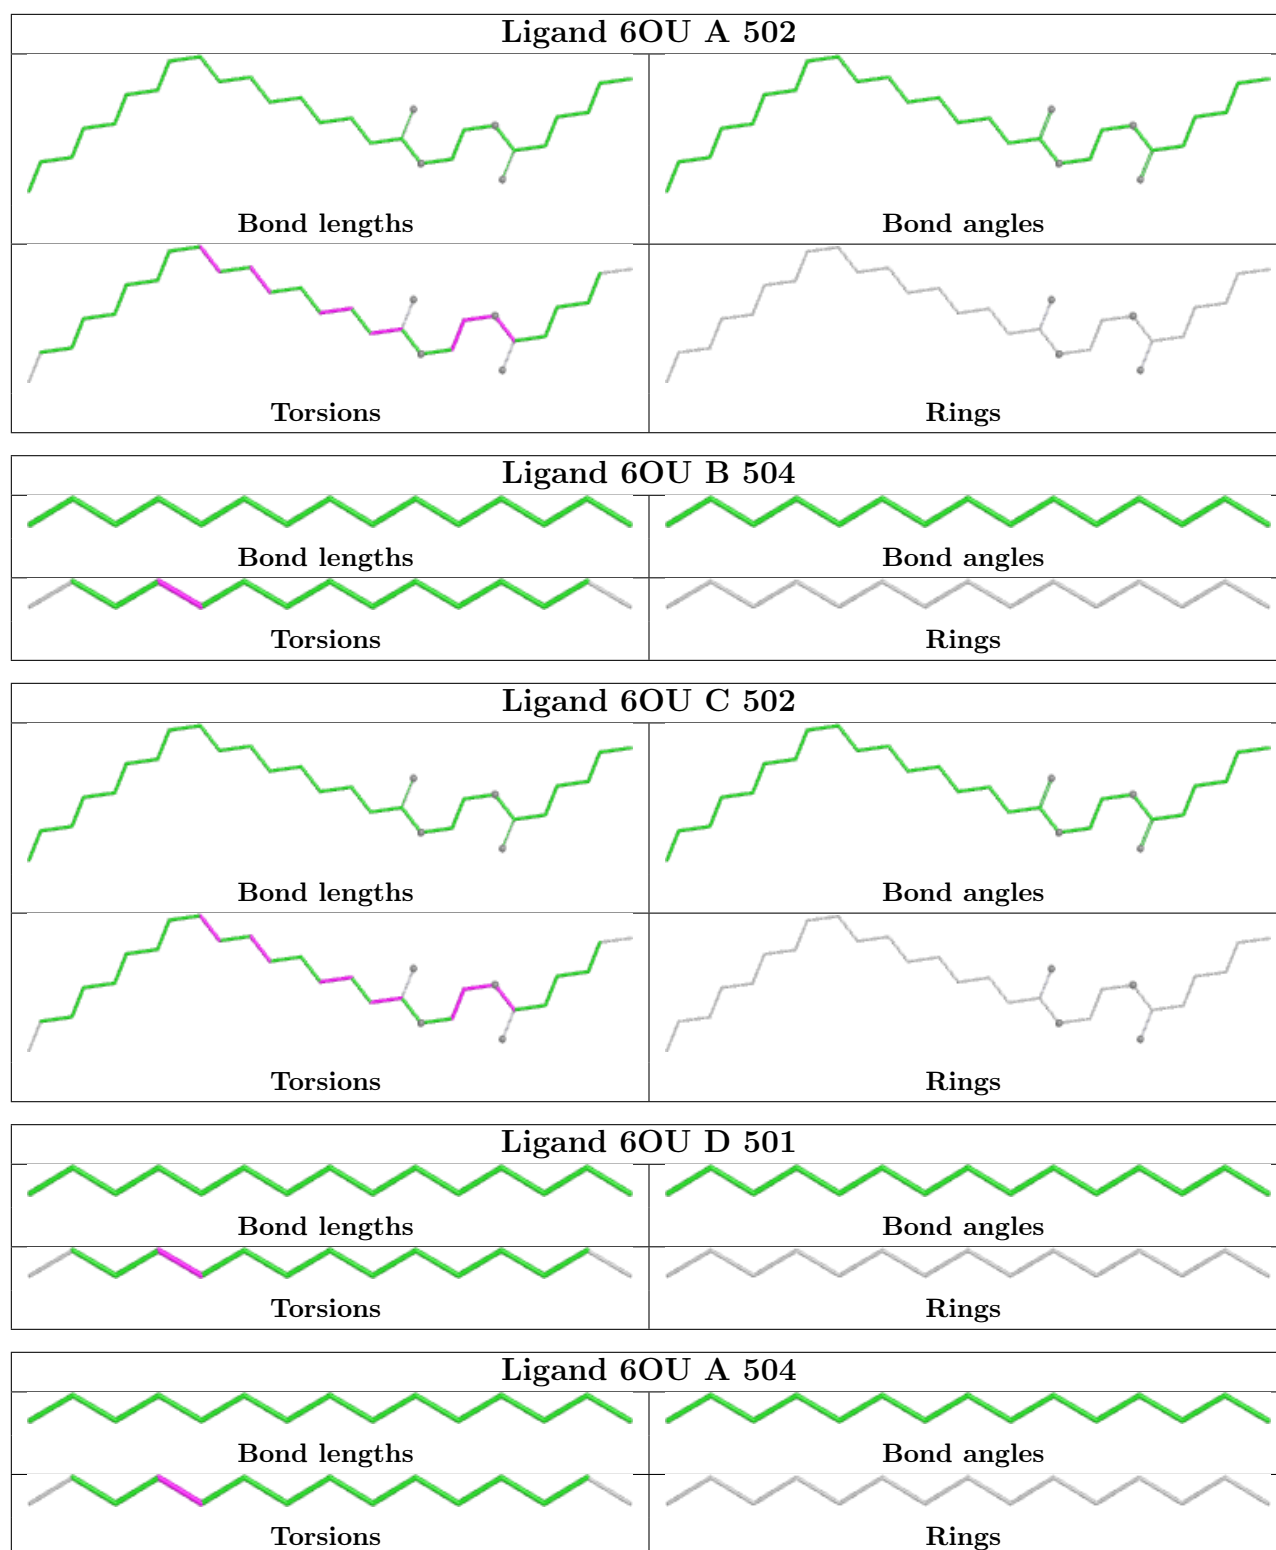 Ligand 6OU A 502
Bond lengths Bond angles
Torsions Rings
Ligand 6OU B 504
Bond lengths Bond angles
Torsions Rings
Ligand 6OU C 502
Bond lengths Bond angles
Torsions Rings
Ligand 6OU D 501
Bond lengths Bond angles
Torsions Rings
Ligand 6OU A 504
Bond lengths Bond angles
Torsions Rings